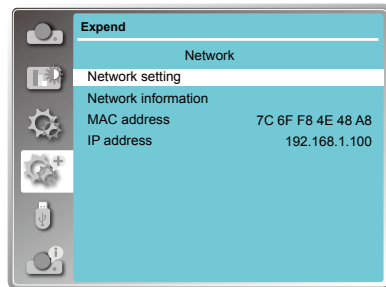 Expend
Network
Network setting
Network information
MAC address 7C 6F F8 4E 48 A8
IP address 192.168.1.100